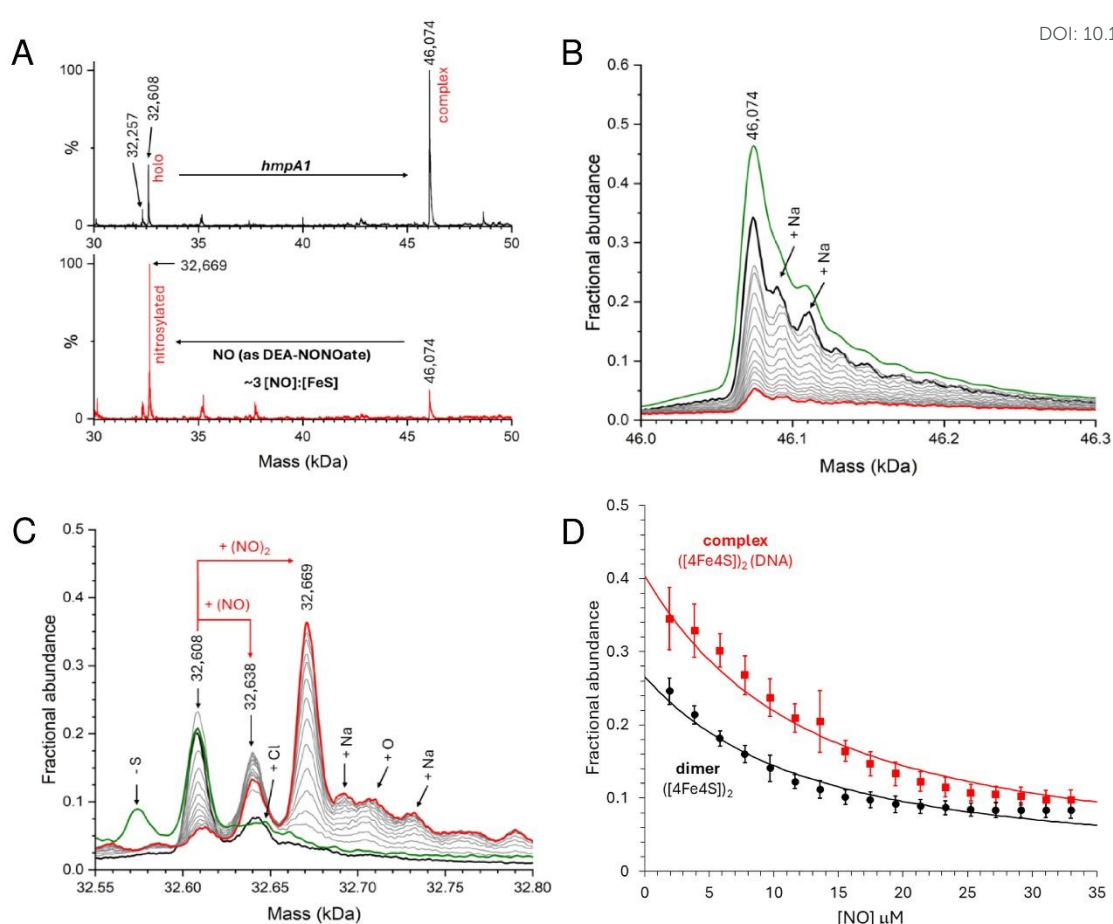 DOI: 10.1
A
%
100
0
32,257
32,608
holo
hmpA1
46,074
complex
30
35
40
45
50
%
100
0
32,669
nitrosylated
NO (as DEA-NONOate)
~3 [NO]:[FeS]
46,074
30
35
40
45
50
Mass (kDa)
B
Fractional abundance
0.6
0.5
0.4
0.3
0.2
0.1
0.0
46,074
+ Na
+ Na
46.0
46.1
46.2
46.3
Mass (kDa)
C
Fractional abundance
0.5
0.4
0.3
0.2
0.1
0.0
+ (NO)2
+ (NO)
- S
32,608
32,638
+ Cl
32,669
+ Na
+ O
+ Na
32.55
32.60
32.65
32.70
32.75
32.80
Mass (kDa)
D
Fractional abundance
0.5
0.4
0.3
0.2
0.1
0
complex
([4Fe4S])2 (DNA)
dimer
([4Fe4S])2
0
5
10
15
20
25
30
35
[NO] μM